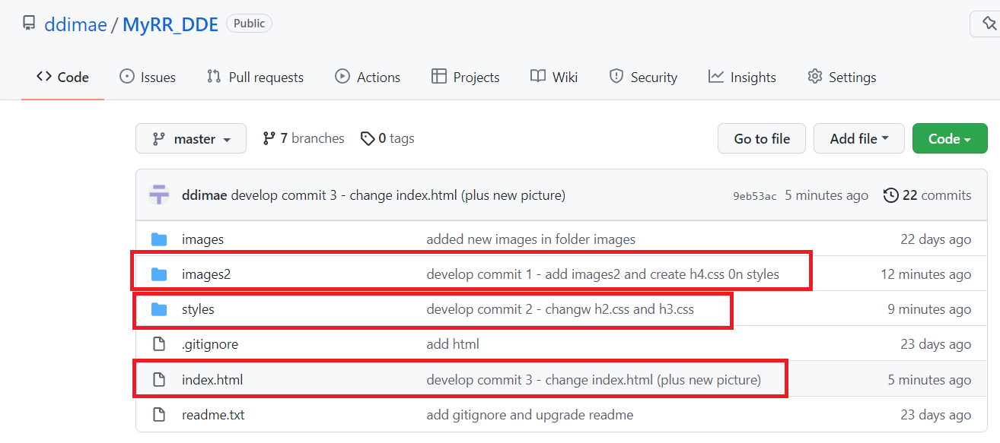 ddimae / MyRR_DDE Public
Code Issues Pull requests Actions Projects Wiki Security Insights Settings
master 7 branches 0 tags Go to file Add file Code
ddimae develop commit 3 - change index.html (plus new picture) 9eb53ac 5 minutes ago 22 commits
images added new images in folder images 22 days ago
images2 develop commit 1 - add images2 and create h4.css 0n styles 12 minutes ago
styles develop commit 2 - changw h2.css and h3.css 9 minutes ago
.gitignore add html 23 days ago
index.html develop commit 3 - change index.html (plus new picture) 5 minutes ago
readme.txt add gitignore and upgrade readme 23 days ago